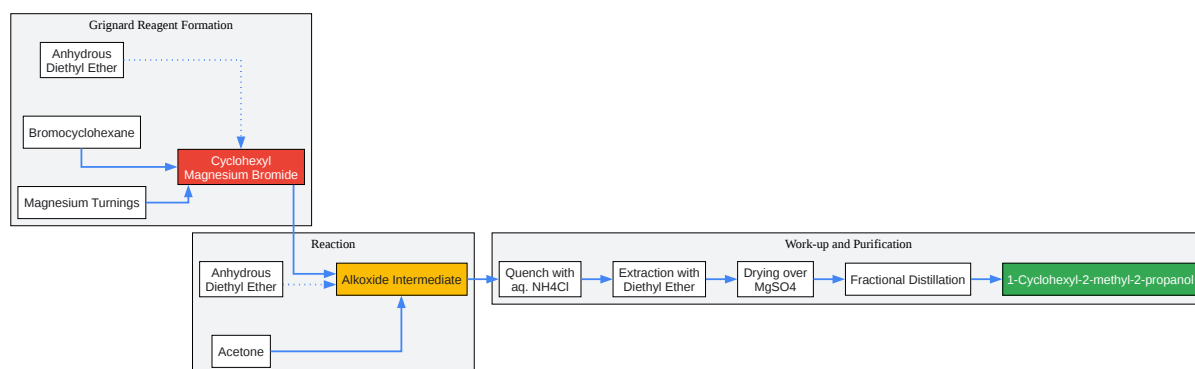 Grignard Reagent Formation
Anhydrous
Diethyl Ether
Bromocyclohexane
Cyclohexyl
Magnesium Bromide
Magnesium Turnings
Reaction
Anhydrous
Diethyl Ether
Alkoxide Intermediate
Acetone
Work-up and Purification
Quench with
aq. NH4Cl
Extraction with
Diethyl Ether
Drying over
MgSO4
Fractional Distillation
1-Cyclohexyl-2-methyl-2-propanol